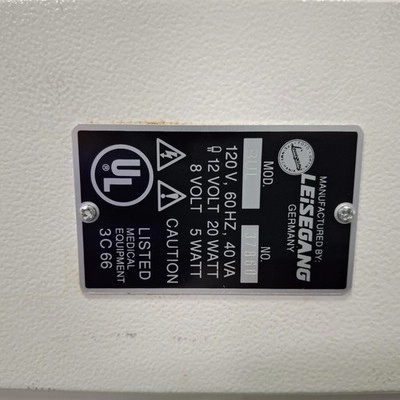 MANUFACTURED BY:
LEiSEGANG
GERMANY
MOD. NO.
120 V, 60 HZ, 40 VA
12 VOLT 20 WATT
8 VOLT 5 WATT
CAUTION
UL
LISTED
MEDICAL
EQUIPMENT
3C66